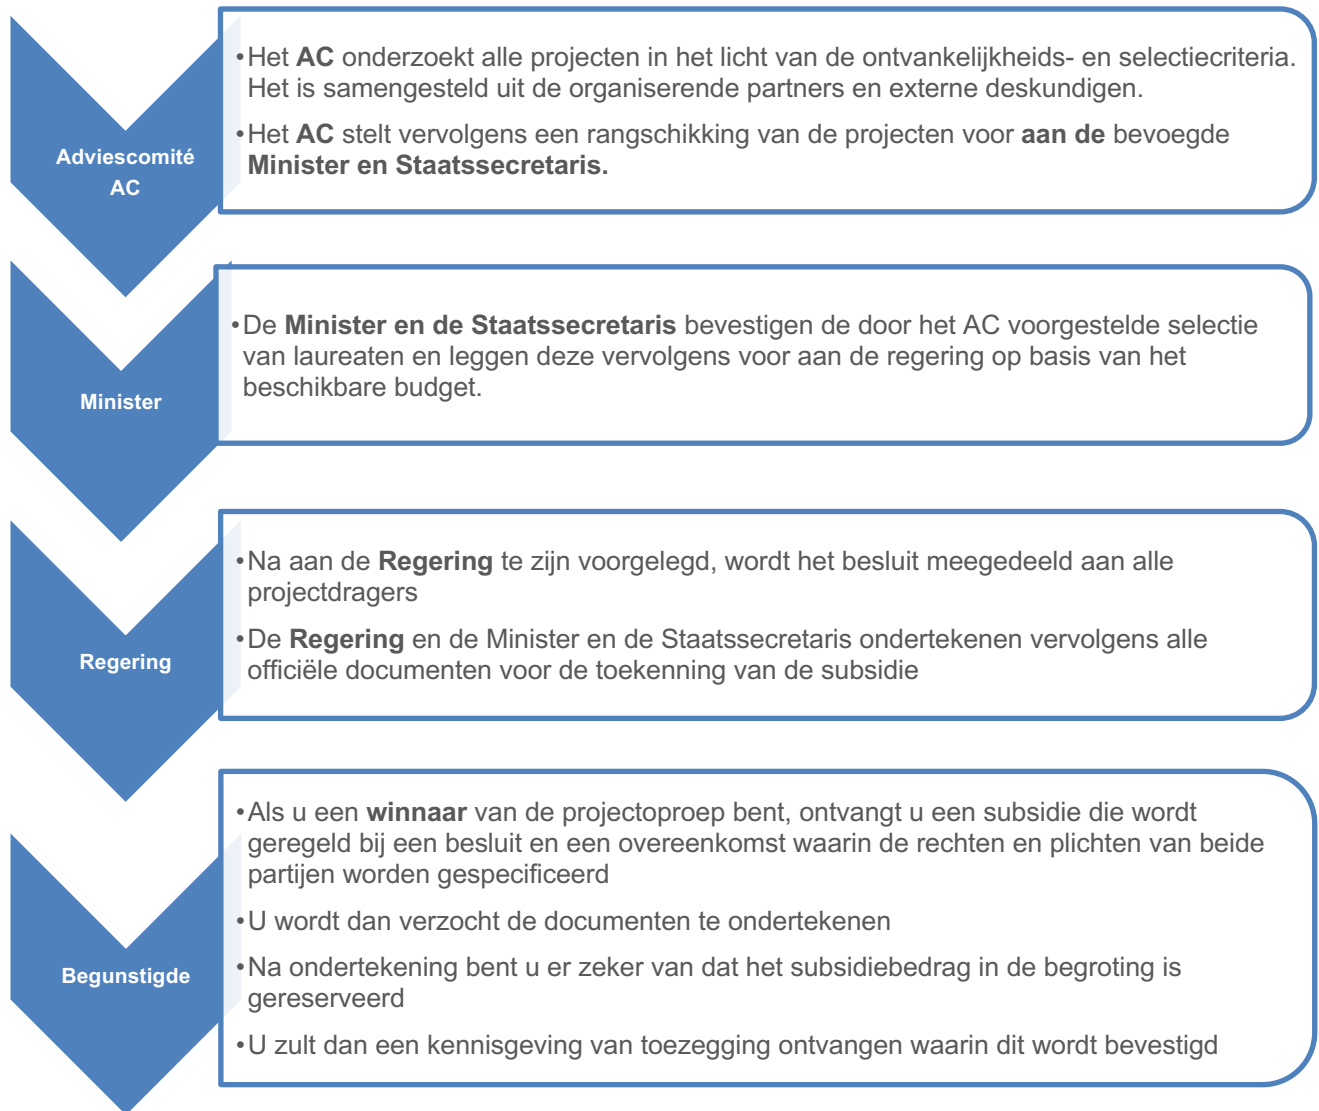 Adviescomité
AC
•Het AC onderzoekt alle projecten in het licht van de ontvankelijkheids- en selectiecriteria.
Het is samengesteld uit de organiserende partners en externe deskundigen.
•Het AC stelt vervolgens een rangschikking van de projecten voor aan de bevoegde
Minister en Staatssecretaris.
Minister
•De Minister en de Staatssecretaris bevestigen de door het AC voorgestelde selectie
van laureaten en leggen deze vervolgens voor aan de regering op basis van het
beschikbare budget.
Regering
•Na aan de Regering te zijn voorgelegd, wordt het besluit meegedeeld aan alle
projectdragers
•De Regering en de Minister en de Staatssecretaris ondertekenen vervolgens alle
officiële documenten voor de toekenning van de subsidie
Begunstigde
•Als u een winnaar van de projectoproep bent, ontvangt u een subsidie die wordt
geregeld bij een besluit en een overeenkomst waarin de rechten en plichten van beide
partijen worden gespecificeerd
•U wordt dan verzocht de documenten te ondertekenen
•Na ondertekening bent u er zeker van dat het subsidiebedrag in de begroting is
gereserveerd
•U zult dan een kennisgeving van toezegging ontvangen waarin dit wordt bevestigd